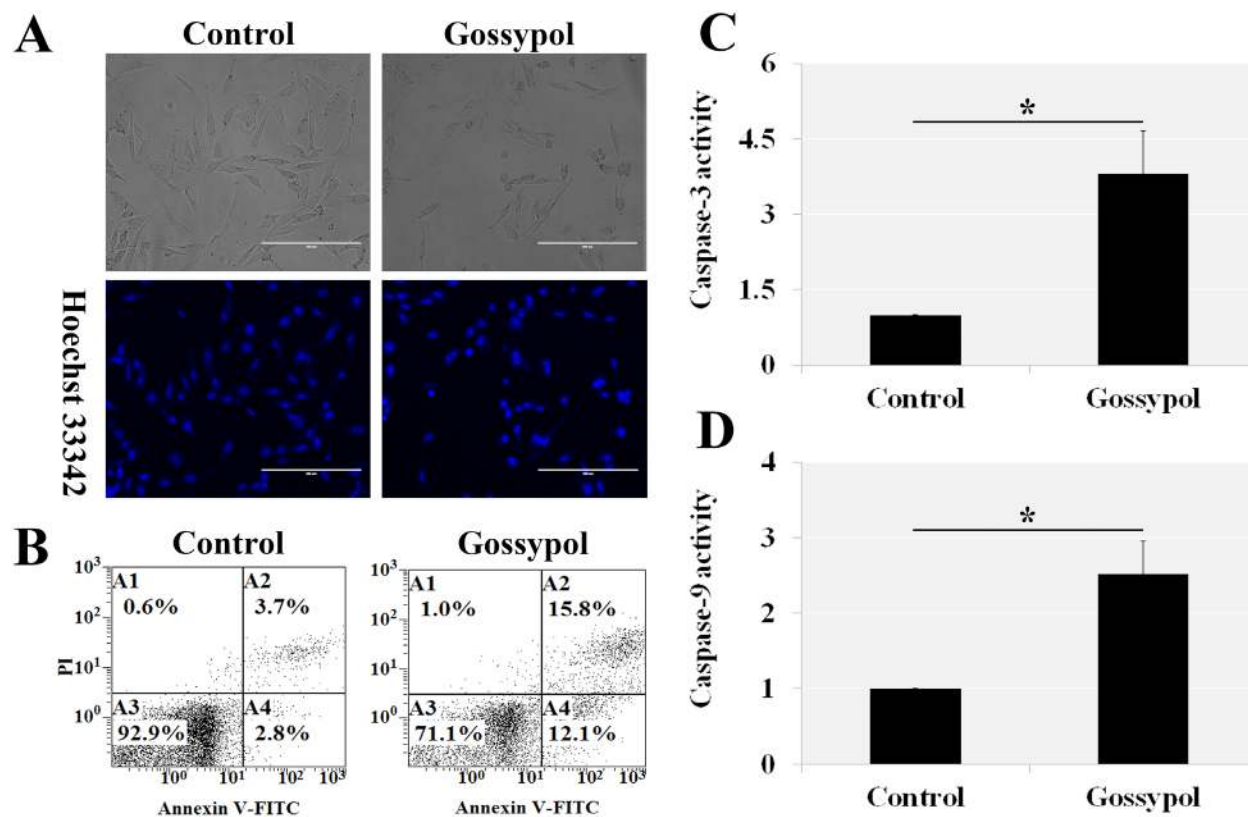 A
Control
Gossypol
Hoechst 33342
B
Control
Gossypol
10³
10²
10¹
10⁰
PI
A1
0.6%
A2
3.7%
A3
92.9%
A4
2.8%
10⁰ 10¹ 10² 10³
Annexin V-FITC
10³
10²
10¹
10⁰
A1
1.0%
A2
15.8%
A3
71.1%
A4
12.1%
10⁰ 10¹ 10² 10³
Annexin V-FITC
C
Caspase-3 activity
6
4.5
3
1.5
0
*
Control
Gossypol
D
Caspase-9 activity
4
3
2
1
0
*
Control
Gossypol